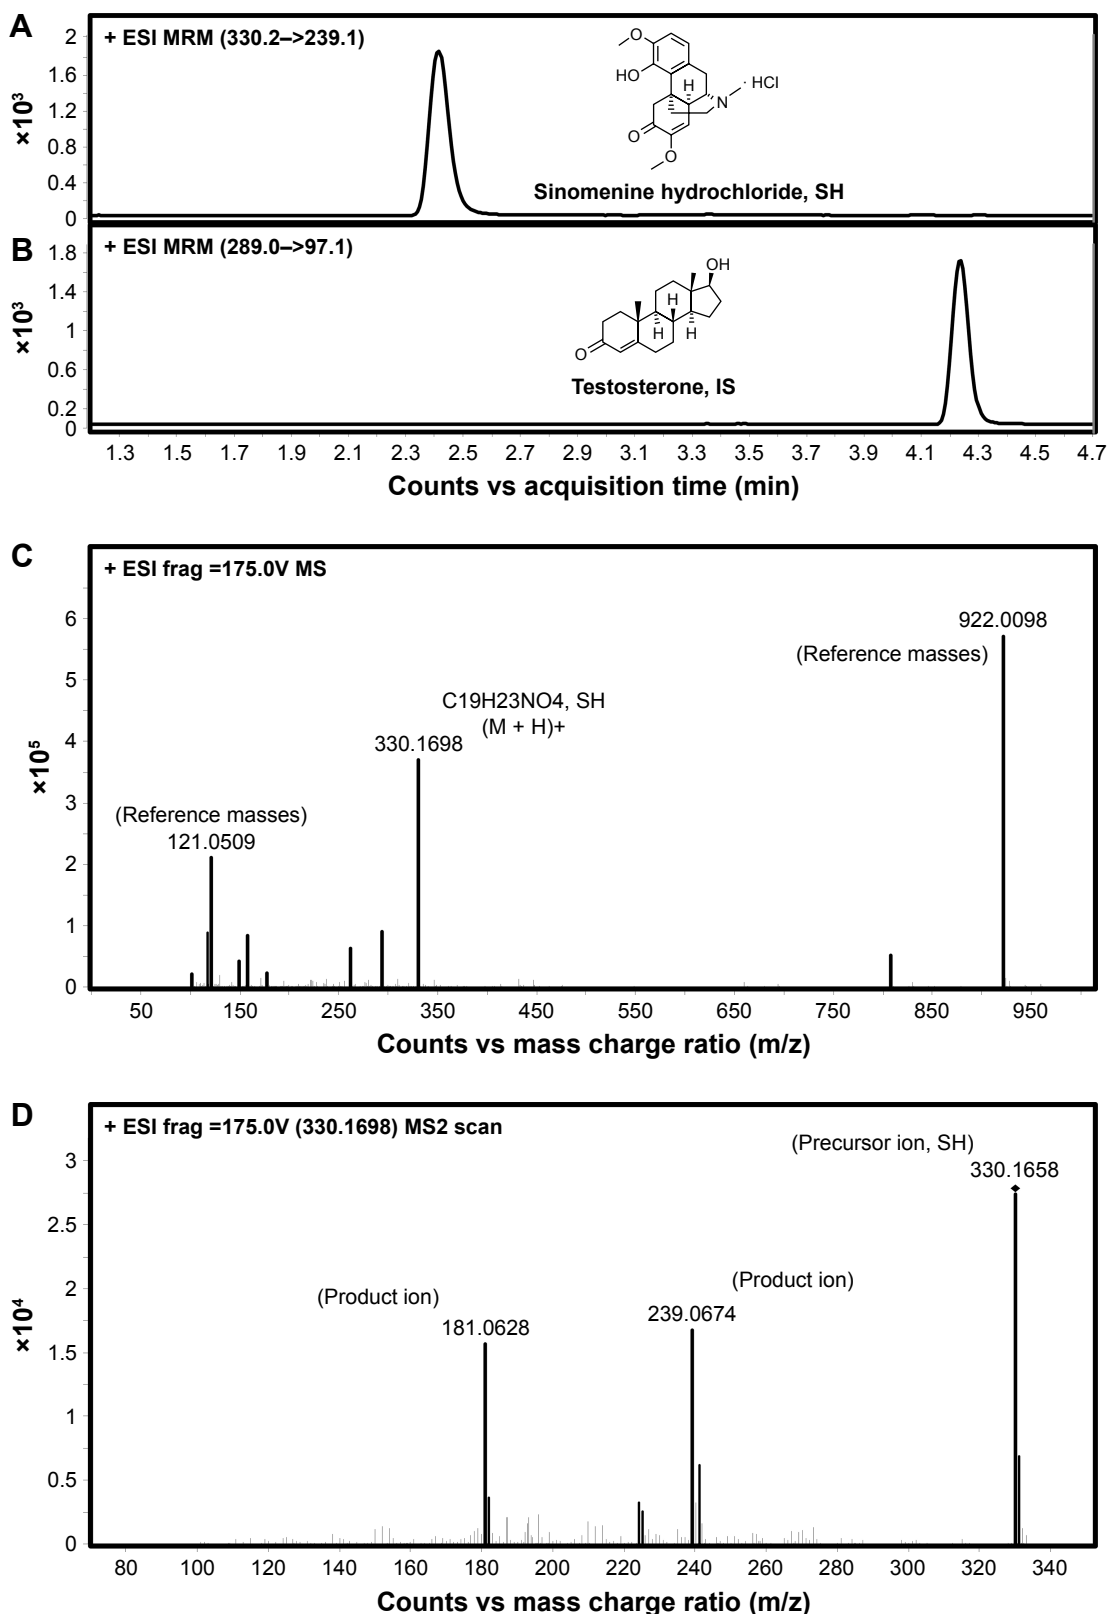 A
+ ESI MRM (330.2–>239.1)
×10³
2
1.6
1.2
0.8
0.4
0
O
HO
H
N
· HCl
O
O
Sinomenine hydrochloride, SH
B
+ ESI MRM (289.0–>97.1)
×10³
1.8
1.4
1
0.6
0.2
0
OH
H
H
H
O
Testosterone, IS
1.3 1.5 1.7 1.9 2.1 2.3 2.5 2.7 2.9 3.1 3.3 3.5 3.7 3.9 4.1 4.3 4.5 4.7
Counts vs acquisition time (min)
C
+ ESI frag =175.0V MS
×10⁵
6
5
4
3
2
1
0
922.0098
(Reference masses)
C19H23NO4, SH
(M + H)+
330.1698
(Reference masses)
121.0509
50 150 250 350 450 550 650 750 850 950
Counts vs mass charge ratio (m/z)
D
+ ESI frag =175.0V (330.1698) MS2 scan
×10⁴
3
2.5
2
1.5
1
0.5
0
(Precursor ion, SH)
330.1658
(Product ion)
239.0674
(Product ion)
181.0628
80 100 120 140 160 180 200 220 240 260 280 300 320 340
Counts vs mass charge ratio (m/z)